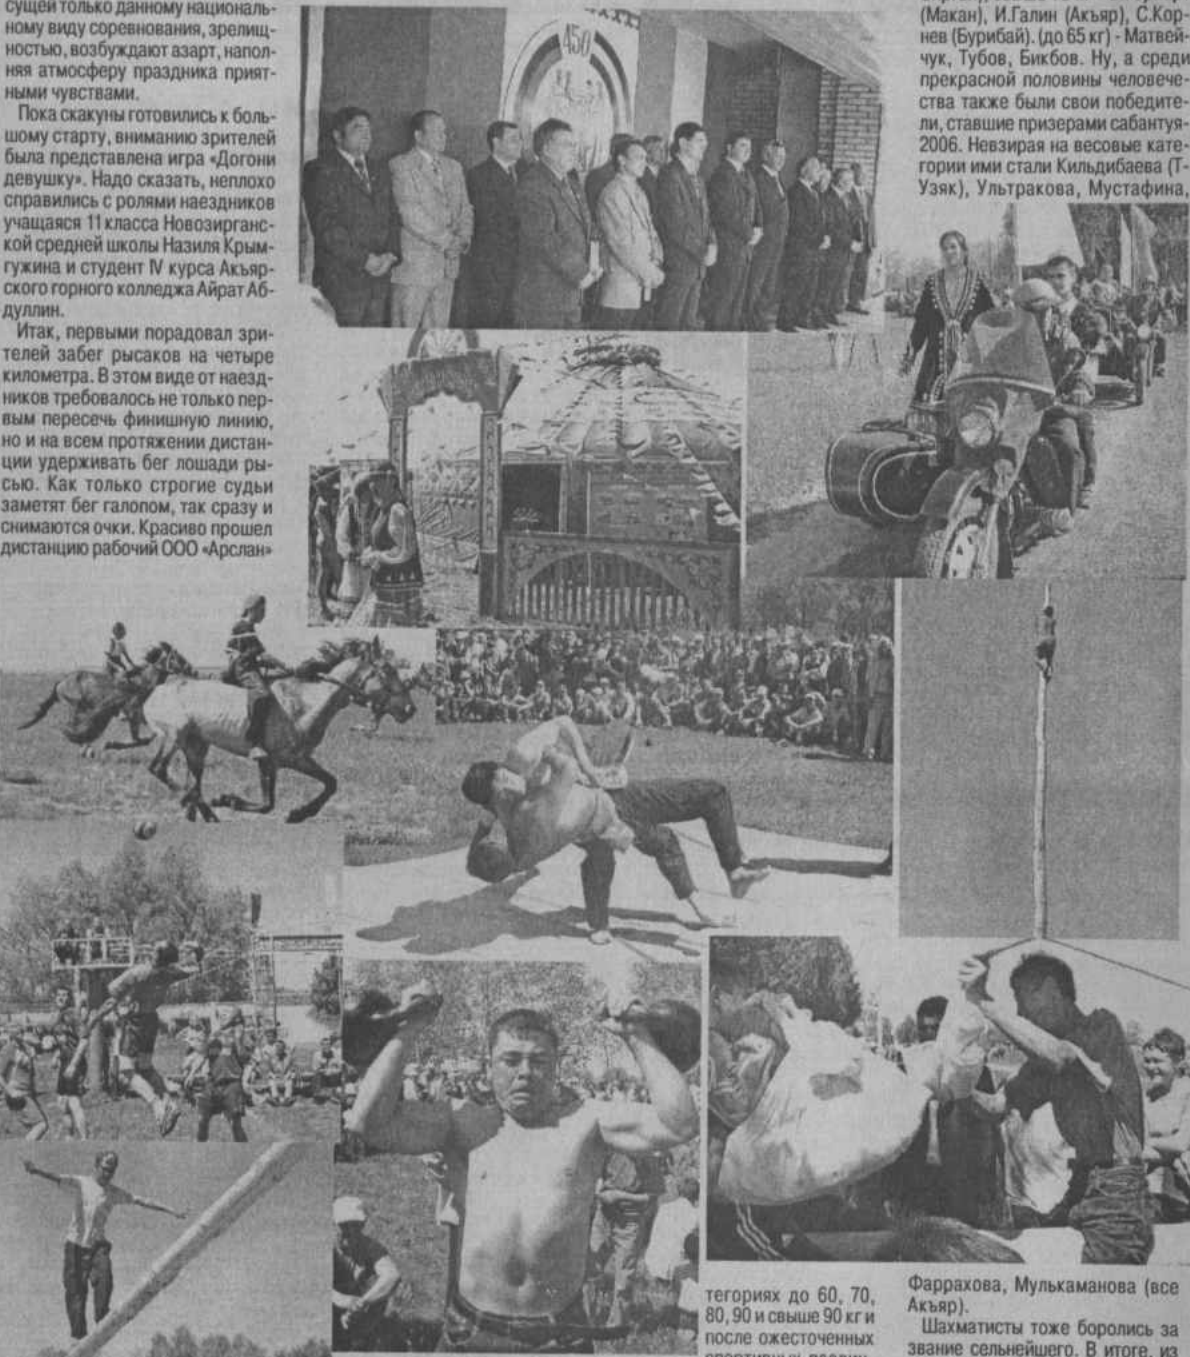 сущей только данному националь-
ному виду соревнования, зрелищ-
ностью, возбуждают азарт, напол-
няя атмосферу праздника прият-
ными чувствами.
Пока скакуны готовились к боль-
шому старту, вниманию зрителей
была представлена игра «Догони
девушку». Надо сказать, неплохо
справились с ролями наездников
учащаяся 11 класса Новозирганс-
кой средней школы Назиля Крым-
гужина и студент IV курса Акъяр-
ского горного колледжа Айрат Аб-
дуллин.
Итак, первыми порадовал зри-
телей забег рысаков на четыре
километра. В этом виде от наезд-
ников требовалось не только пер-
вым пересечь финишную линию,
но и на всем протяжении дистан-
ции удерживать бег лошади ры-
сью. Как только строгие судьи
заметят бег галопом, так сразу и
снимаются очки. Красиво прошел
дистанцию рабочий ООО «Арслан»
450
тегориях до 60, 70,
80, 90 и свыше 90 кг и
после ожесточенных
(Макан), И.Галин (Акъяр), С.Кор-
нев (Бурибай). (до 65 кг) - Матвей-
чук, Тубов, Бикбов. Ну, а среди
прекрасной половины человече-
ства также были свои победите-
ли, ставшие призерами сабантуя-
2006. Невзирая на весовые кате-
гории ими стали Кильдибаева (Т-
Узяк), Ультракова, Мустафина,
Фаррахова, Мулькаманова (все
Акъяр).
Шахматисты тоже боролись за
звание сельнейшего. В итоге, из